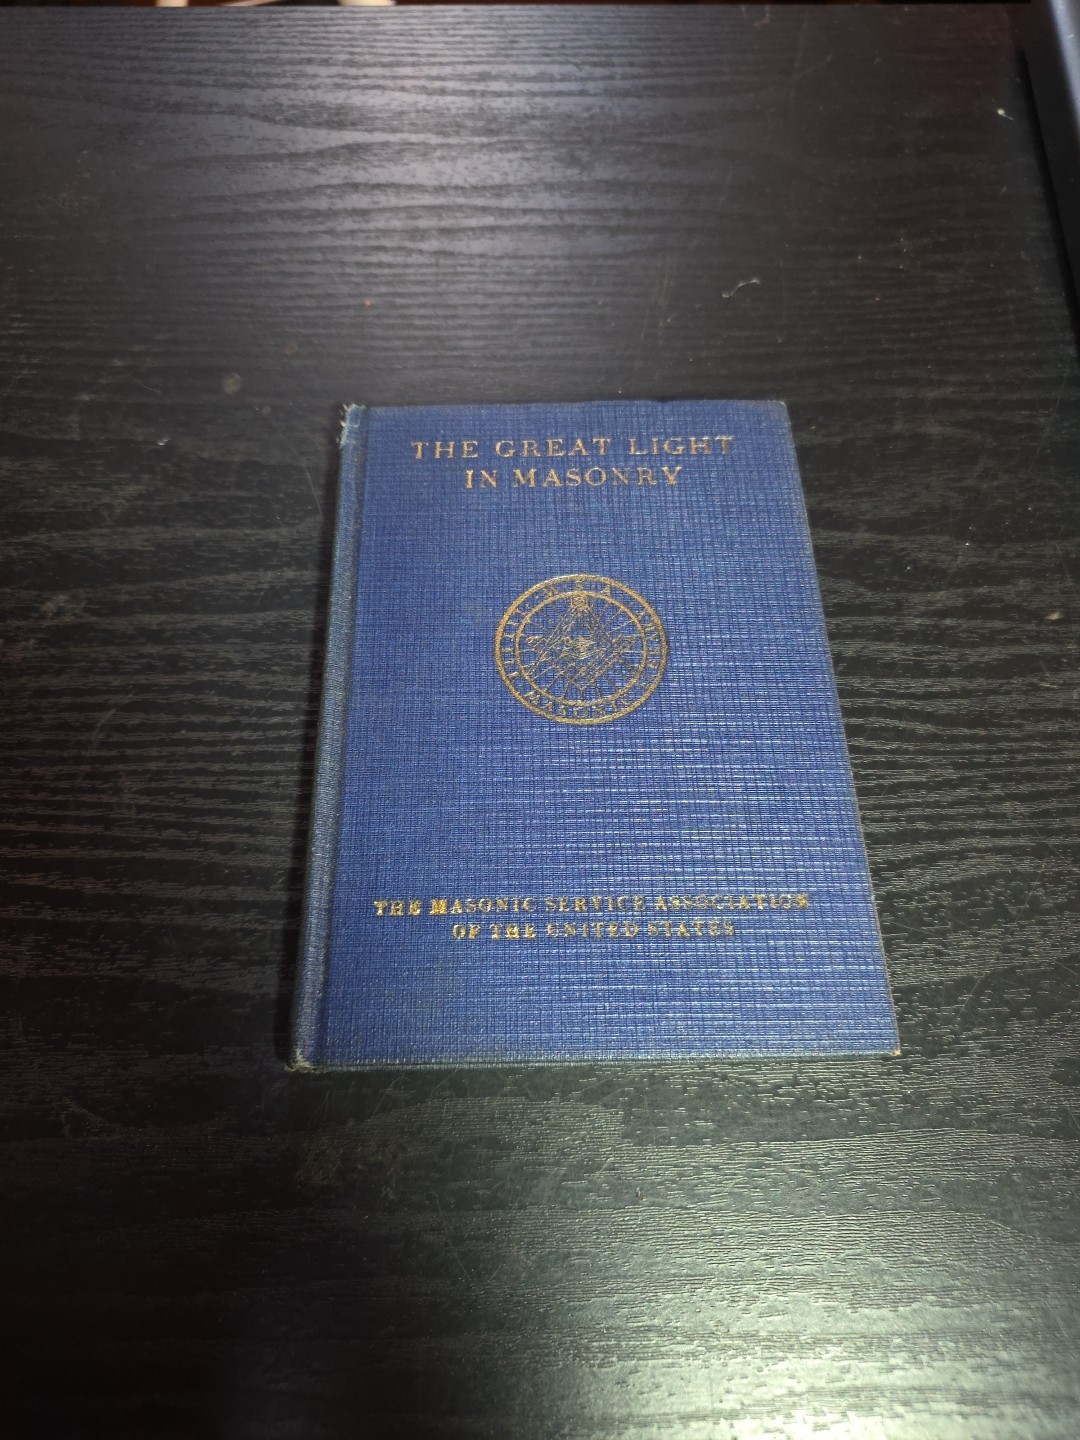 THE GREAT LIGHT
IN MASONRY
M · S · A
THE MASONIC SERVICE ASSOCIATION
OF THE UNITED STATES